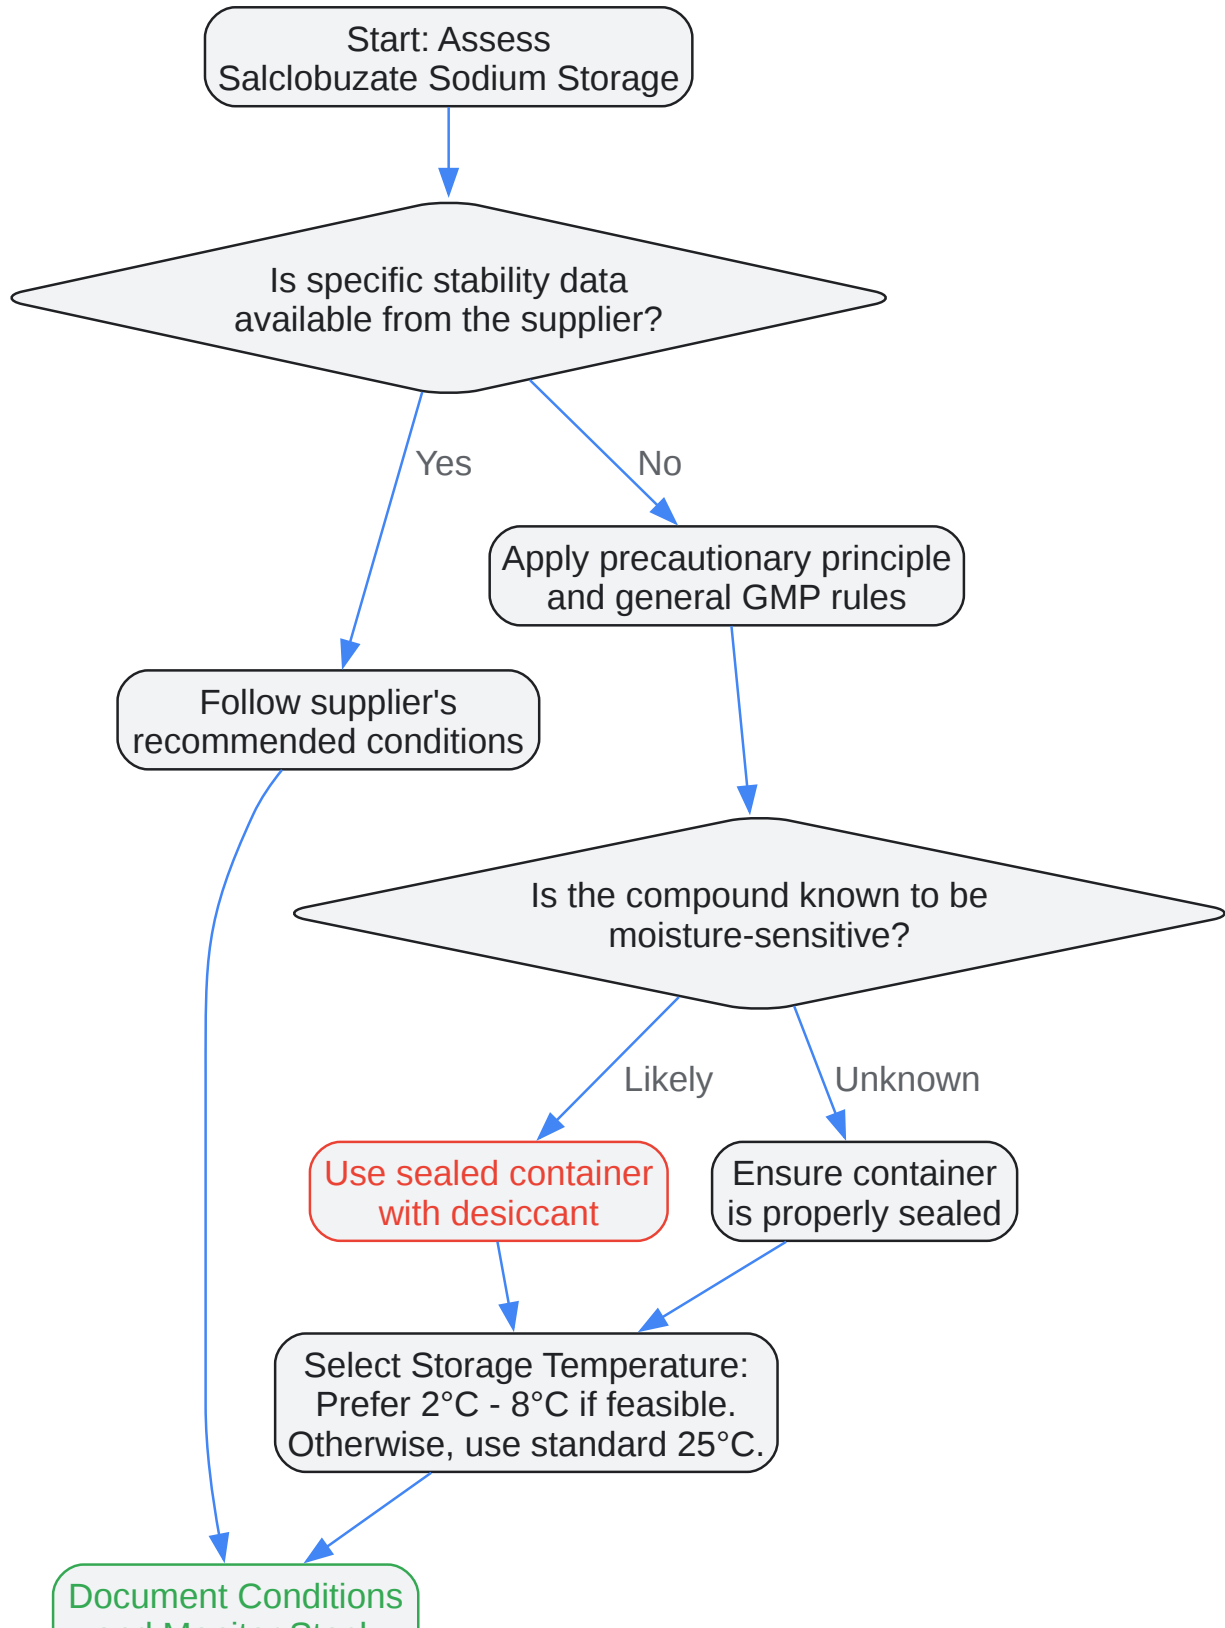 Start: Assess
Salclobuzate Sodium Storage
Is specific stability data
available from the supplier?
Yes
No
Apply precautionary principle
and general GMP rules
Follow supplier's
recommended conditions
Is the compound known to be
moisture-sensitive?
Likely
Unknown
Use sealed container
with desiccant
Ensure container
is properly sealed
Select Storage Temperature:
Prefer 2°C - 8°C if feasible.
Otherwise, use standard 25°C.
Document Conditions
and Monitor Stock